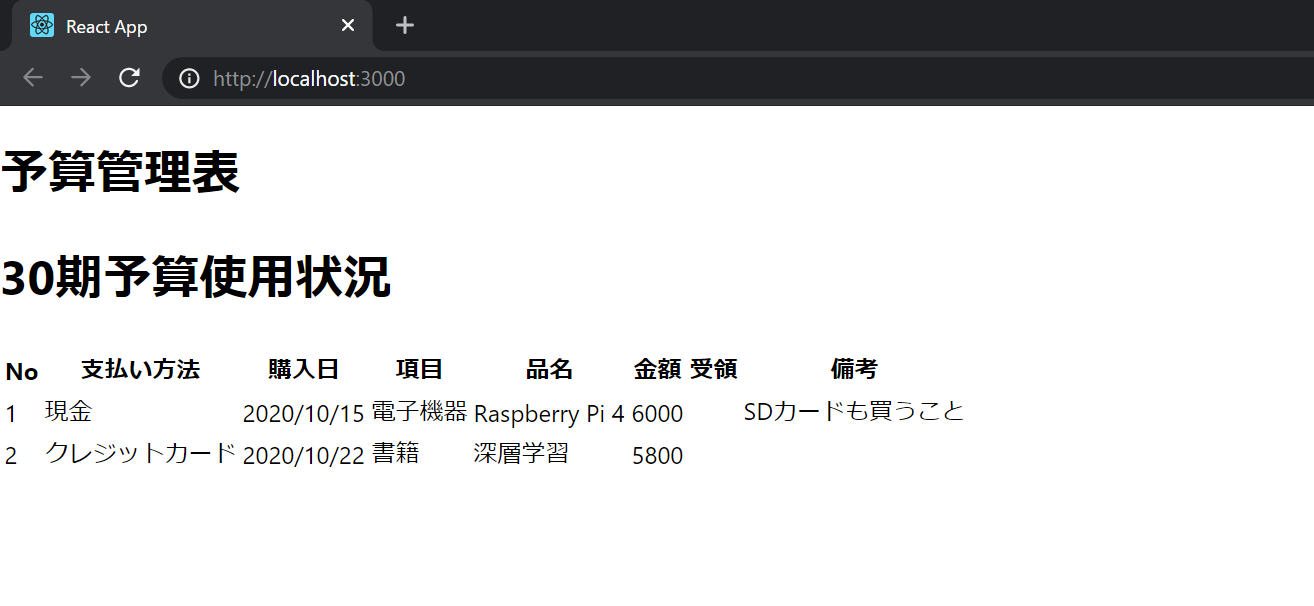 React App
http://localhost:3000
予算管理表
30期予算使用状況
No 支払い方法 購入日 項目 品名 金額 受領 備考
1 現金 2020/10/15 電子機器 Raspberry Pi 4 6000 SDカードも買うこと
2 クレジットカード 2020/10/22 書籍 深層学習 5800